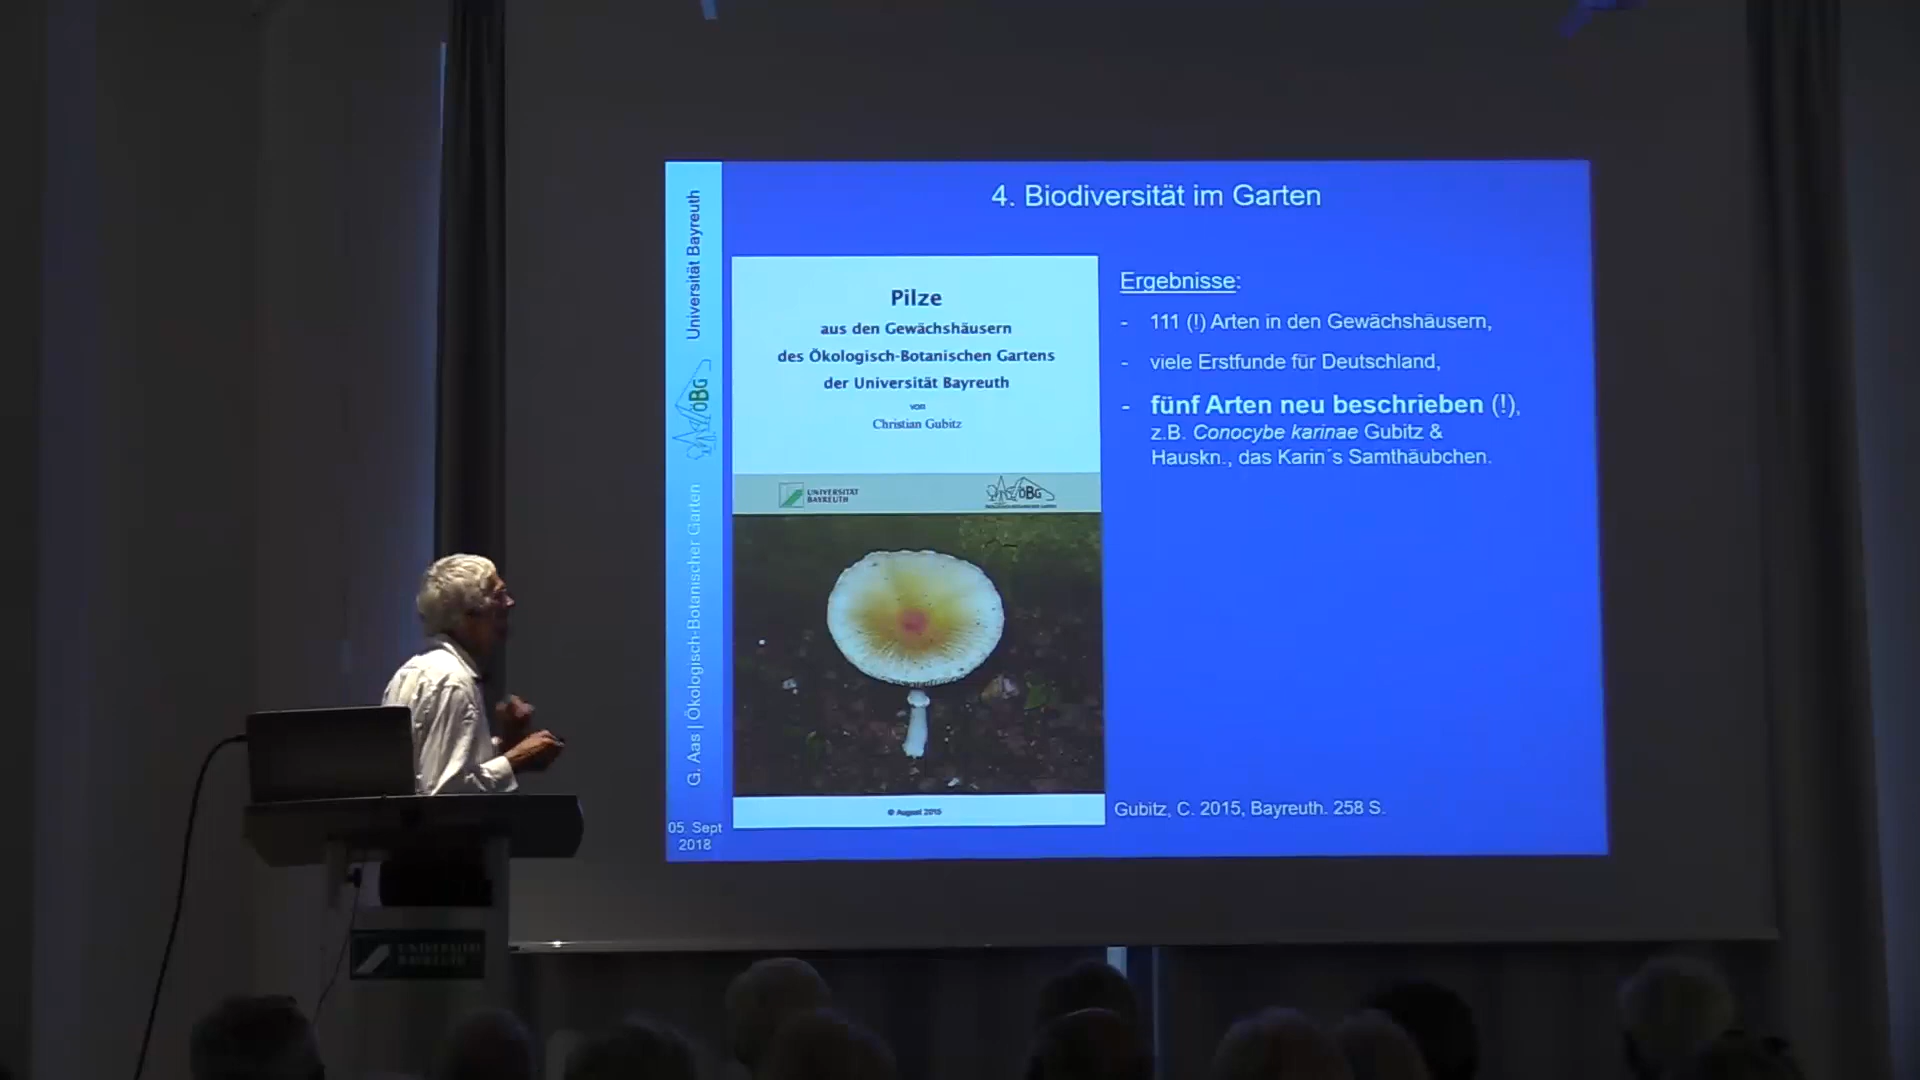 4. Biodiversität im Garten
Universität Bayreuth
ÖBG
G. Aas | Ökologisch-Botanischer Garten
05. Sept
2018
Pilze
aus den Gewächshäusern
des Ökologisch-Botanischen Gartens
der Universität Bayreuth
von
Christian Gubitz
UNIVERSITÄT
BAYREUTH
ÖBG
© August 2015
Ergebnisse:
- 111 (!) Arten in den Gewächshäusern,
- viele Erstfunde für Deutschland,
- fünf Arten neu beschrieben (!),
z.B. Conocybe karinae Gubitz &
Hauskn., das Karin´s Samthäubchen.
Gubitz, C. 2015, Bayreuth. 258 S.
UNIVERSITÄT
BAYREUTH